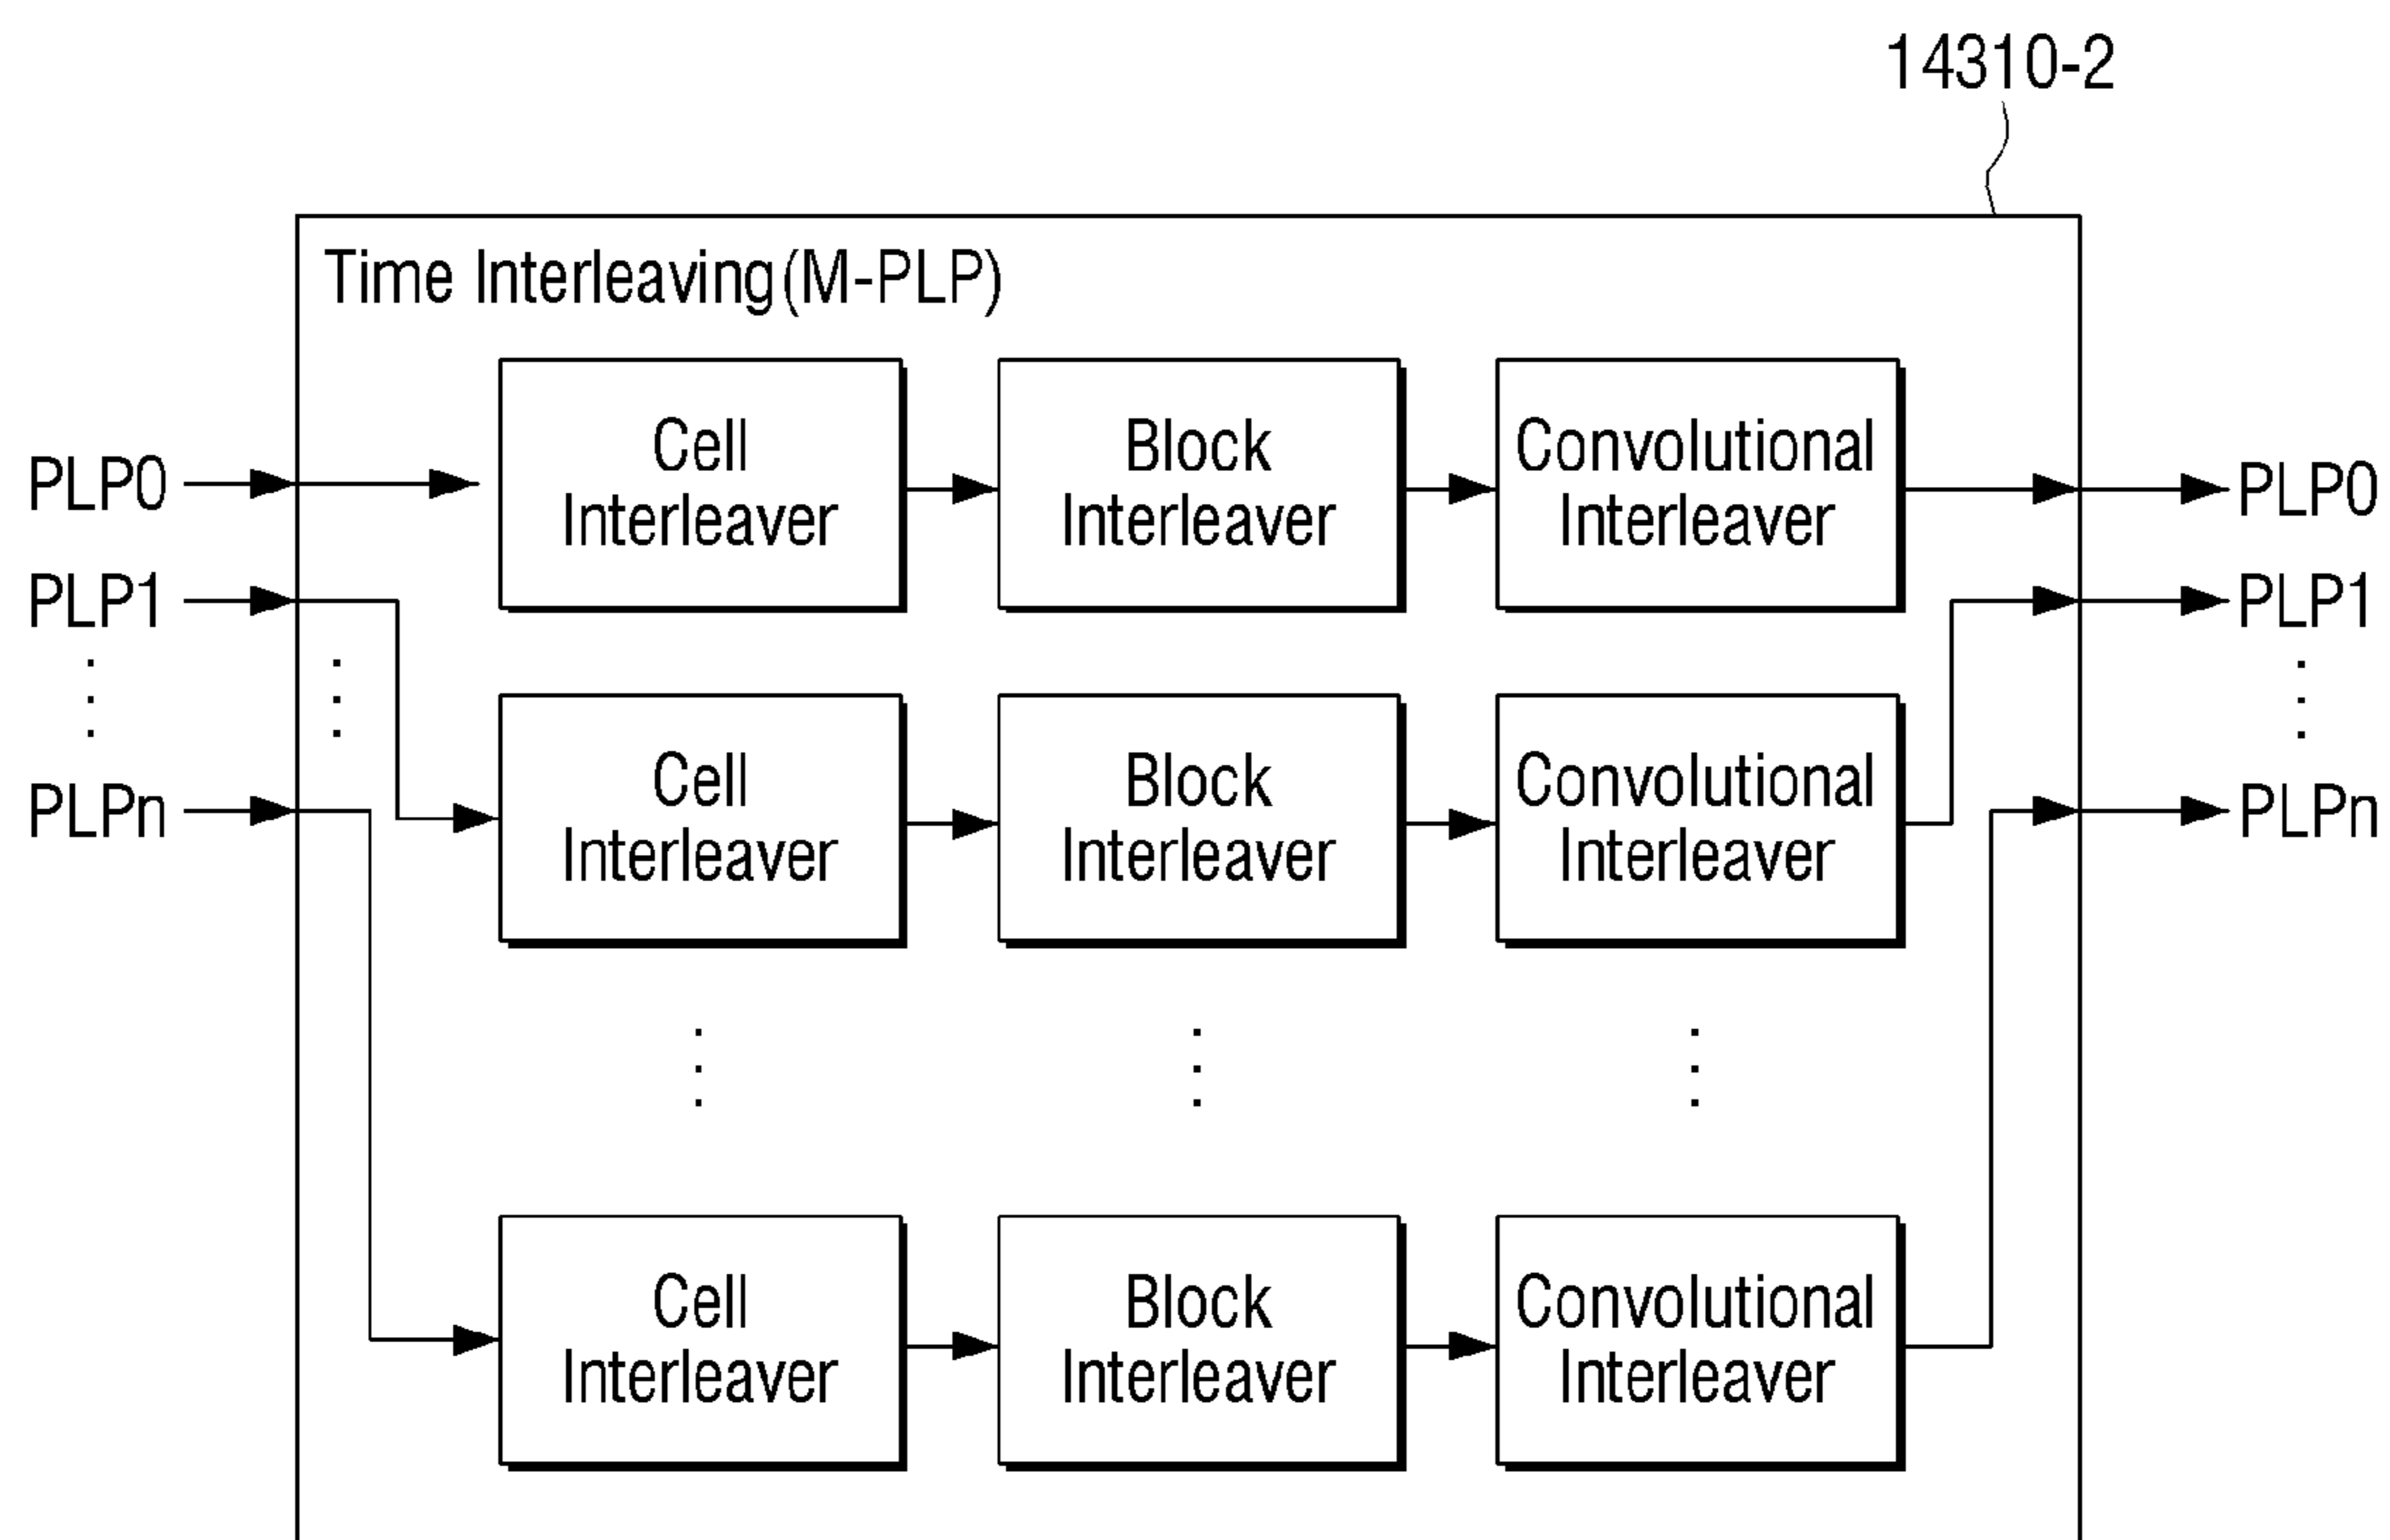 14310-2
Time Interleaving(M-PLP)
PLP0
Cell
Interleaver
Block
Interleaver
Convolutional
Interleaver
PLP0
PLP1
PLP1
Cell
Interleaver
Block
Interleaver
Convolutional
Interleaver
PLPn
PLPn
Cell
Interleaver
Block
Interleaver
Convolutional
Interleaver